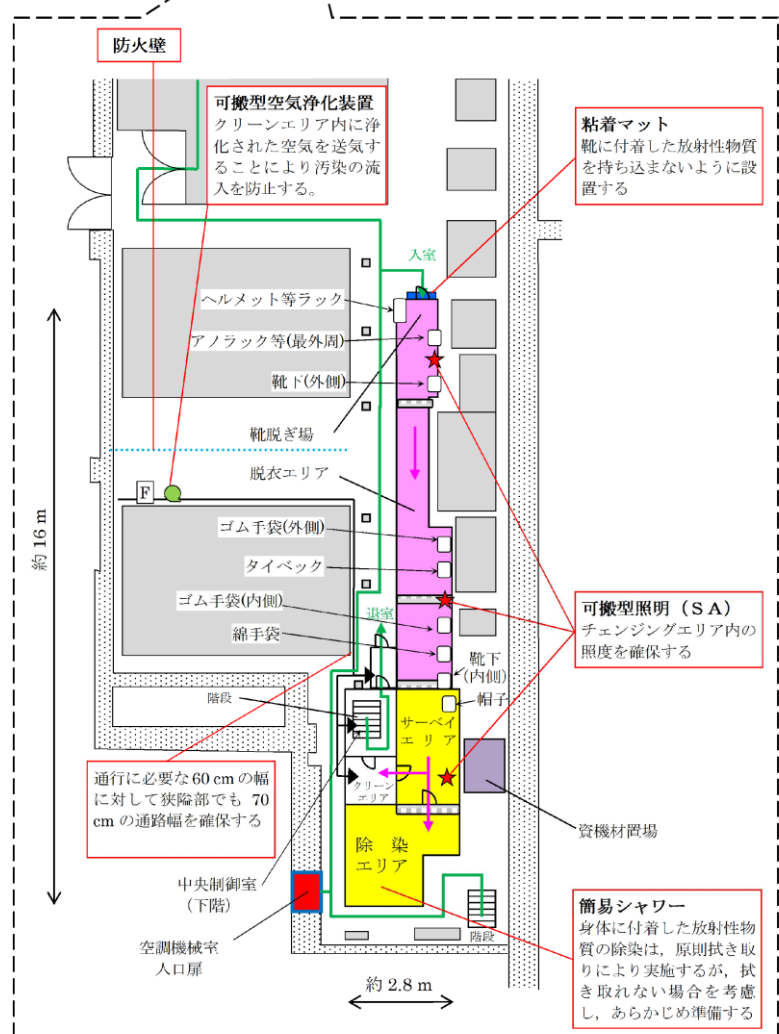 防火壁
可搬型空気浄化装置
クリーンエリア内に浄
化された空気を送気す
ることにより汚染の流
入を防止する。
粘着マット
靴に付着した放射性物質
を持ち込まないように設
置する
入室
ヘルメット等ラック
アノラック等(最外周)
靴下(外側)
靴脱ぎ場
脱衣エリア
F
ゴム手袋(外側)
タイベック
ゴム手袋(内側)
退室
綿手袋
靴下
(内側)
帽子
約 16 m
可搬型照明（ＳＡ）
チェンジングエリア内の
照度を確保する
階段
サーベイ
エリア
クリーン
エリア
通行に必要な 60 cm の幅
に対して狭隘部でも 70
cm の通路幅を確保する
資機材置場
除 染
エリア
中央制御室
(下階)
空調機械室
入口扉
階段
約 2.8 m
簡易シャワー
身体に付着した放射性物
質の除染は，原則拭き取
りにより実施するが，拭
き取れない場合を考慮
し，あらかじめ準備する